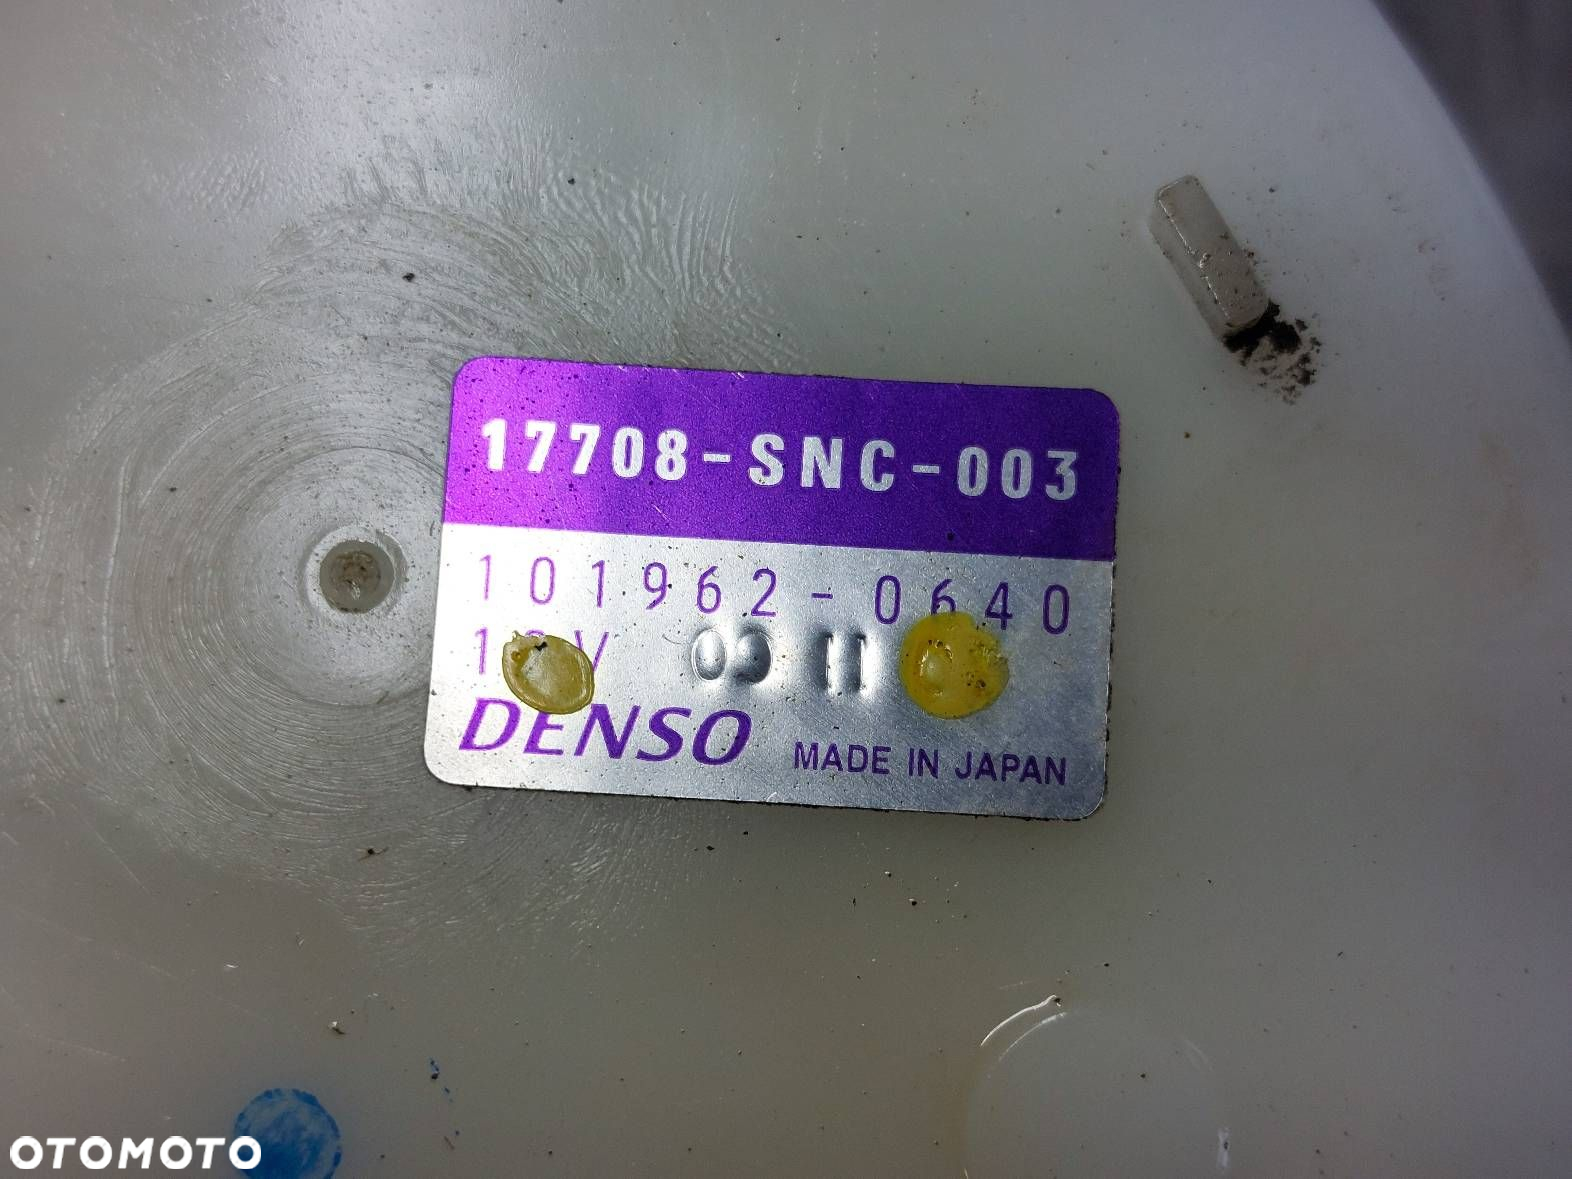 17708-SNC-003
101962-0640
DENSO MADE IN JAPAN
OTOMOTO